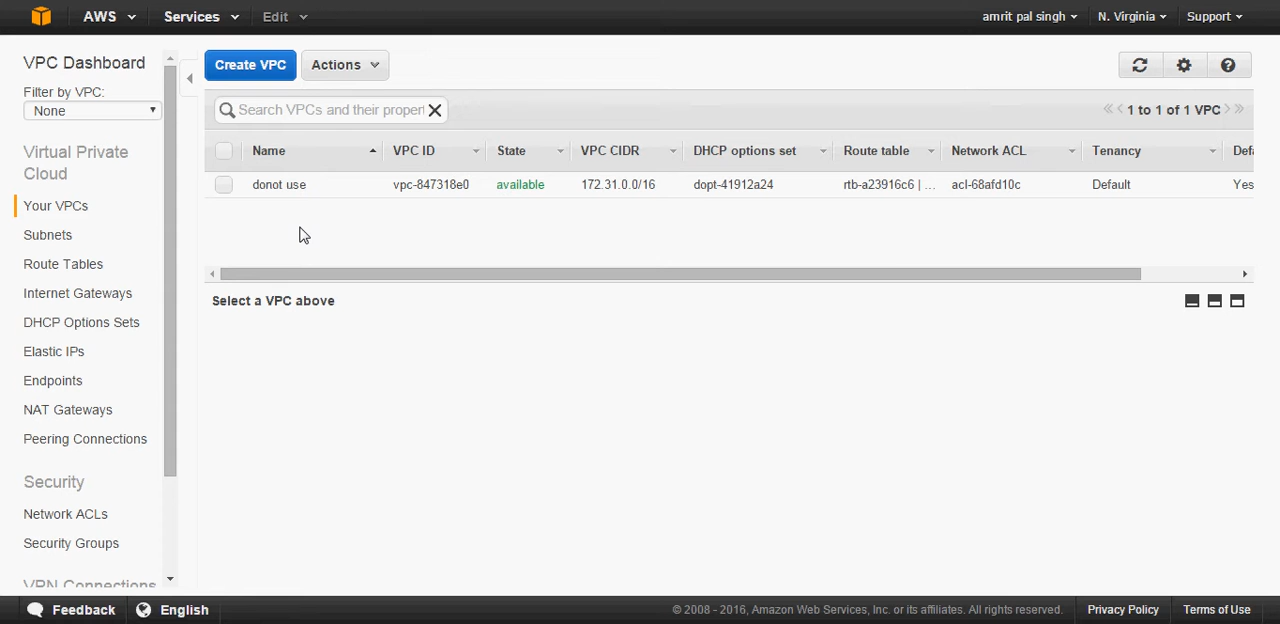 AWS Services Edit amrit pal singh N. Virginia Support
VPC Dashboard
Filter by VPC:
None
Virtual Private
Cloud
Your VPCs
Subnets
Route Tables
Internet Gateways
DHCP Options Sets
Elastic IPs
Endpoints
NAT Gateways
Peering Connections
Security
Network ACLs
Security Groups
VPN Connections
Create VPC Actions
Search VPCs and their propert
1 to 1 of 1 VPC
Name VPC ID State VPC CIDR DHCP options set Route table Network ACL Tenancy Defa
donot use vpc-847318e0 available 172.31.0.0/16 dopt-41912a24 rtb-a23916c6 | ... acl-68afd10c Default Yes
Select a VPC above
Feedback English © 2008 - 2016, Amazon Web Services, Inc. or its affiliates. All rights reserved. Privacy Policy Terms of Use